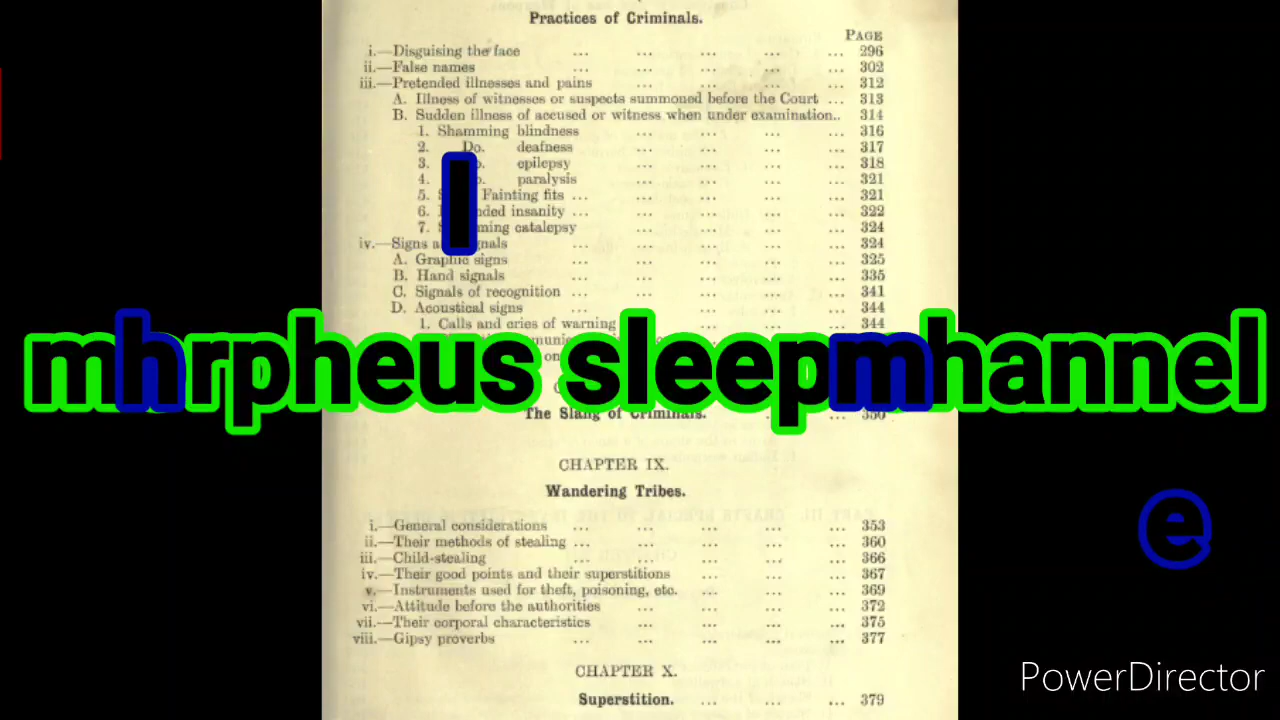 Practices of Criminals.
PAGE
i.—Disguising the face ... ... ... ... 296
ii.—False names ... ... ... ... 302
iii.—Pretended illnesses and pains ... ... ... 312
A. Illness of witnesses or suspects summoned before the Court ... 313
B. Sudden illness of accused or witness when under examination.. 314
1. Shamming blindness ... ... ... 316
2. Do. deafness ... ... ... 317
3. epilepsy ... ... ... 318
4. paralysis ... ... ... 321
5. Fainting fits ... ... ... ... 321
6. insanity ... ... ... ... 322
7. catalepsy ... ... ... 324
iv.—Signs ... ... ... ... 324
A. Graphic signs ... ... ... ... 325
B. Hand signals ... ... ... ... 335
C. Signals of recognition ... ... ... ... 341
D. Acoustical signs ... ... ... ... 344
1. Calls and cries of warning ... ... ... 344
l
mhrpheus sleepmhannel
The Slang of Criminals. ... ... 350
CHAPTER IX.
Wandering Tribes.
e
i.—General considerations ... ... ... ... 353
ii.—Their methods of stealing ... ... ... ... 360
iii.—Child-stealing ... ... ... ... 366
iv.—Their good points and their superstitions ... ... ... 367
v.—Instruments used for theft, poisoning, etc. ... ... ... 369
vi.—Attitude before the authorities ... ... ... ... 372
vii.—Their corporal characteristics ... ... ... ... 375
viii.—Gipsy proverbs ... ... ... ... 377
CHAPTER X.
Superstition. ... ... ... 379
PowerDirector